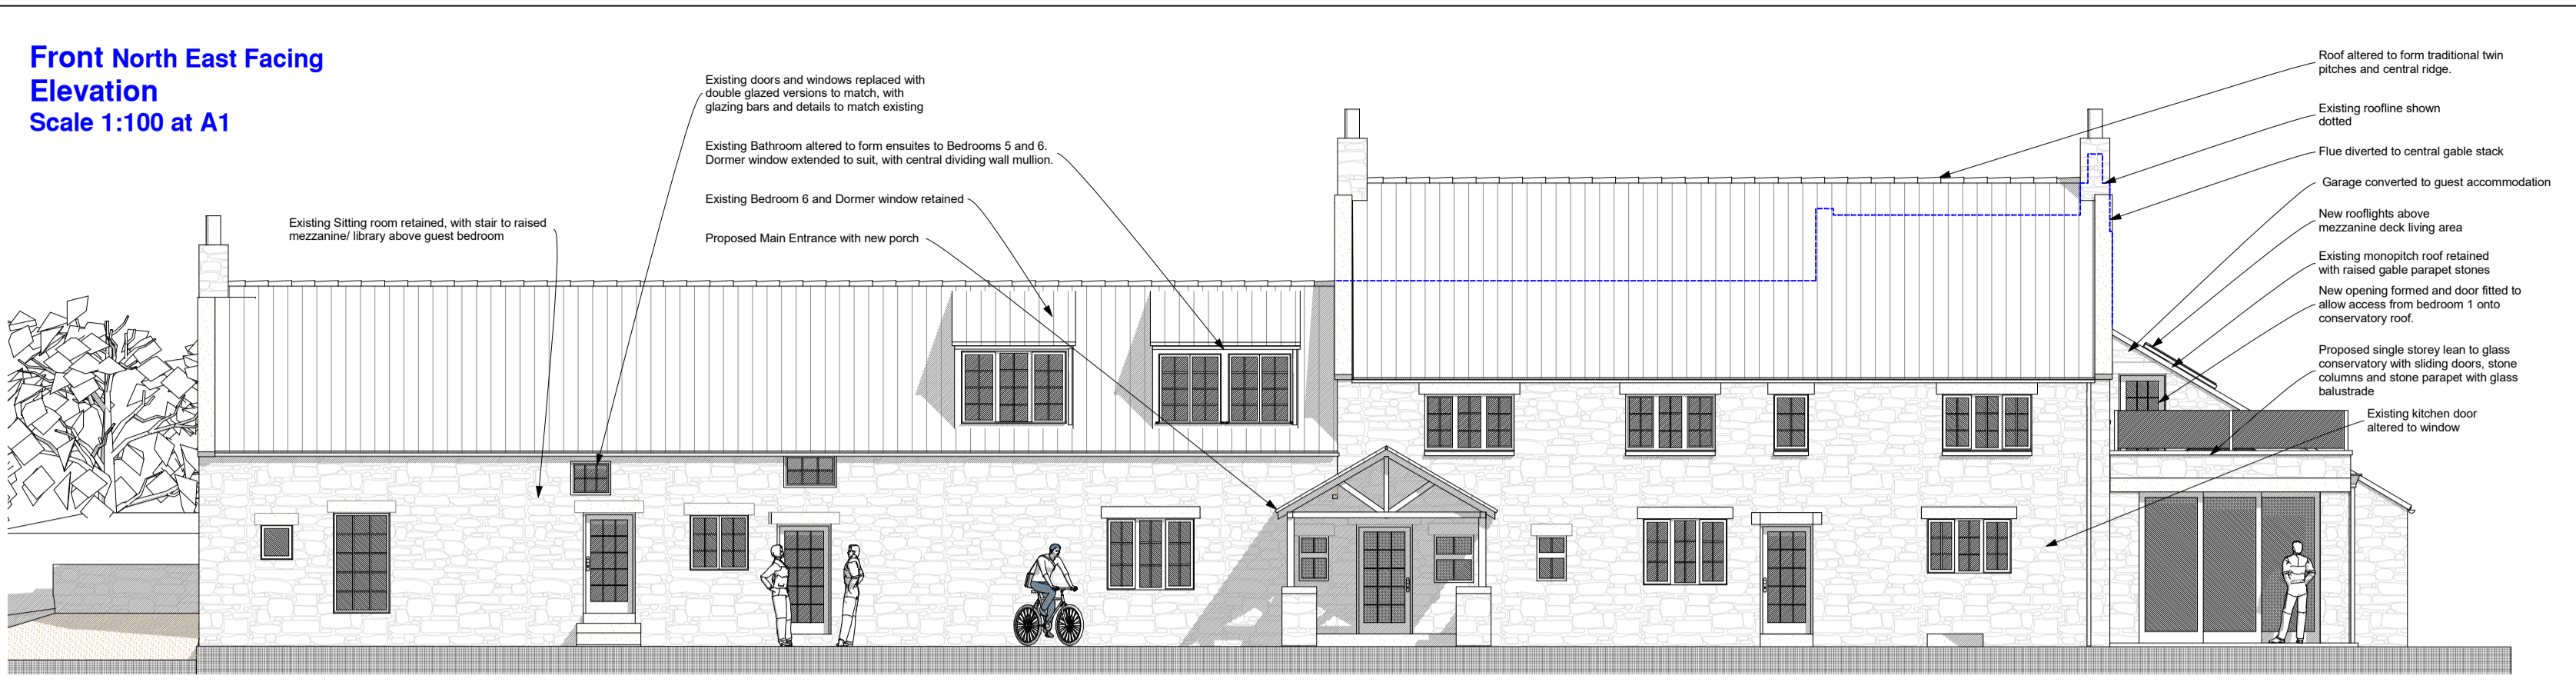 Front North East Facing
Elevation
Scale 1:100 at A1
Existing doors and windows replaced with
double glazed versions to match, with
glazing bars and details to match existing
Existing Bathroom altered to form ensuites to Bedrooms 5 and 6.
Dormer window extended to suit, with central dividing wall mullion.
Existing Bedroom 6 and Dormer window retained
Existing Sitting room retained, with stair to raised
mezzanine/ library above guest bedroom
Proposed Main Entrance with new porch
Roof altered to form traditional twin
pitches and central ridge.
Existing roofline shown
dotted
Flue diverted to central gable stack
Garage converted to guest accommodation
New rooflights above
mezzanine deck living area
Existing monopitch roof retained
with raised gable parapet stones
New opening formed and door fitted to
allow access from bedroom 1 onto
conservatory roof.
Proposed single storey lean to glass
conservatory with sliding doors, stone
columns and stone parapet with glass
balustrade
Existing kitchen door
altered to window